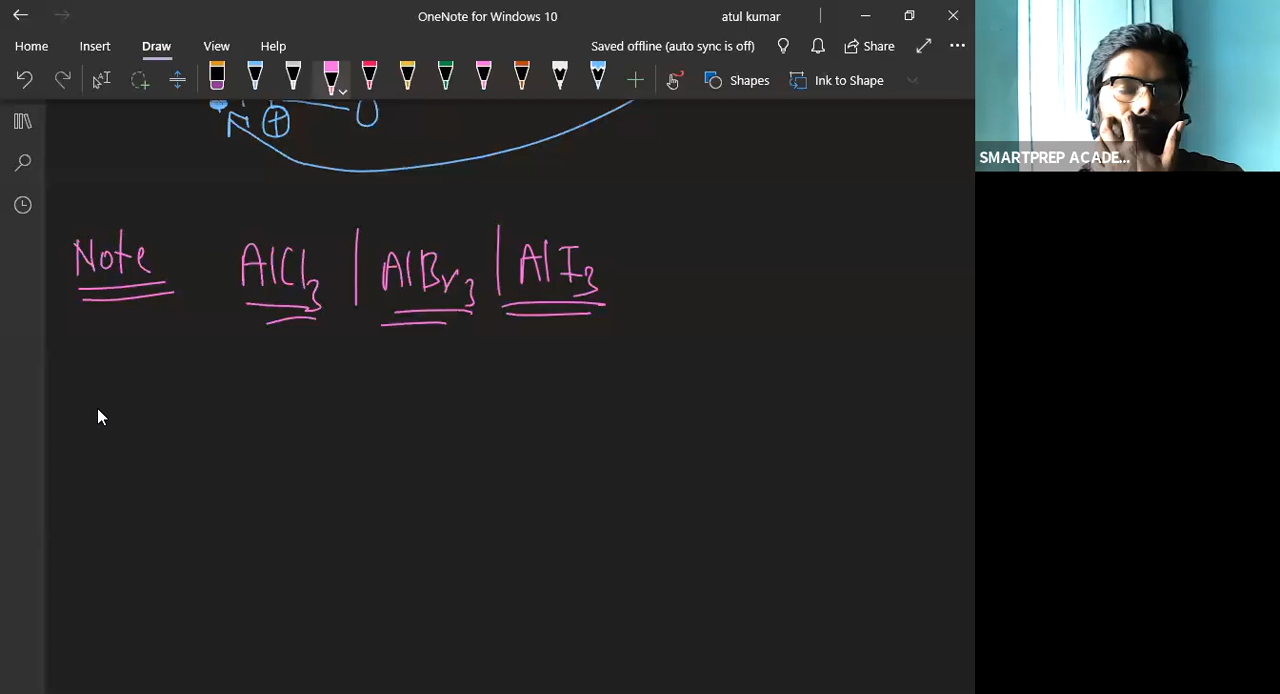 OneNote for Windows 10
atul kumar
Home Insert Draw View Help
Saved offline (auto sync is off)
Share
Shapes
Ink to Shape
SMARTPREP ACADE...
N ⊕ O
Note AlCl3 | AlBr3 | AlI3